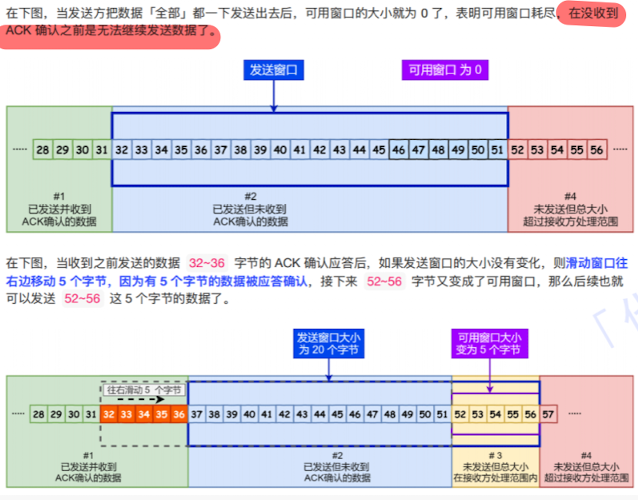 在下图，当发送方把数据「全部」都一下发送出去后，可用窗口的大小就为 0 了，表明可用窗口耗尽，在没收到
ACK 确认之前是无法继续发送数据了。
发送窗口
可用窗口 为 0
····· 28 29 30 31 32 33 34 35 36 37 38 39 40 41 42 43 44 45 46 47 48 49 50 51 52 53 54 55 56 ·····
#1
已发送并收到
ACK确认的数据
#2
已发送但未收到
ACK确认的数据
#4
未发送但总大小
超过接收方处理范围
在下图，当收到之前发送的数据 32~36 字节的 ACK 确认应答后，如果发送窗口的大小没有变化，则滑动窗口往
右边移动 5 个字节，因为有 5 个字节的数据被应答确认，接下来 52~56 字节又变成了可用窗口，那么后续也就
可以发送 52~56 这 5 个字节的数据了。
发送窗口大小
为 20 个字节
可用窗口大小
变为 5 个字节
往右滑动 5 个字节
····· 28 29 30 31 32 33 34 35 36 37 38 39 40 41 42 43 44 45 46 47 48 49 50 51 52 53 54 55 56 57 ·····
#1
已发送并收到
ACK确认的数据
#2
已发送但未收到
ACK确认的数据
# 3
未发送但总大小
在接收方处理范围内
#4
未发送但总大小
超过接收方处理范围